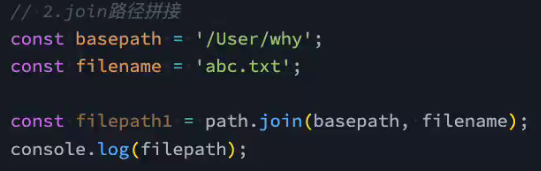 // 2.join路径拼接
const basepath = '/User/why';
const filename = 'abc.txt';
const filepath1 = path.join(basepath, filename);
console.log(filepath);